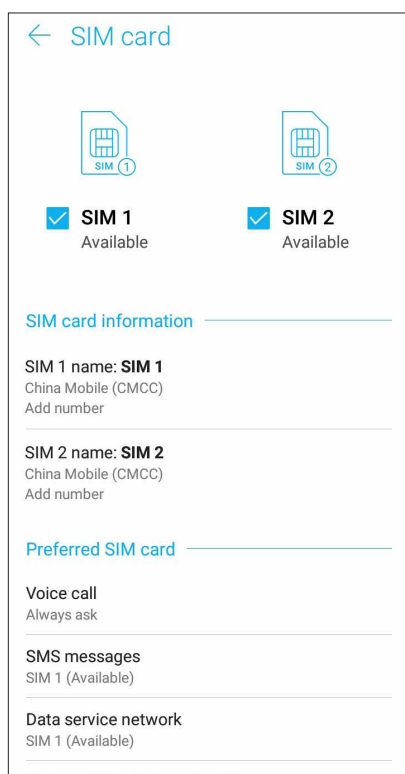 SIM card
SIM 1
SIM 2
SIM 1
SIM 2
Available
Available
SIM card information
SIM 1 name: SIM 1
China Mobile (CMCC)
Add number
SIM 2 name: SIM 2
China Mobile (CMCC)
Add number
Preferred SIM card
Voice call
Always ask
SMS messages
SIM 1 (Available)
Data service network
SIM 1 (Available)